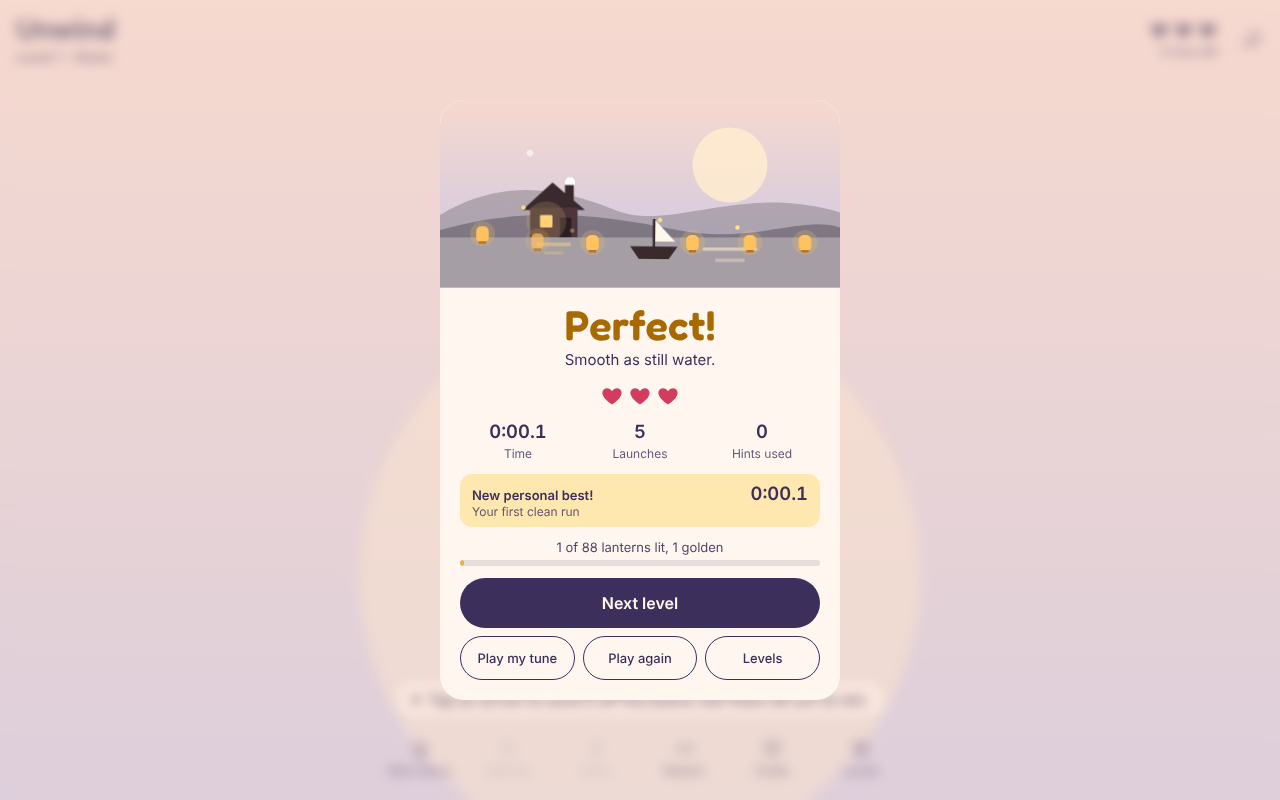 Unwind
Perfect!
Smooth as still water.
0:00.1 5 0
Time Launches Hints used
New personal best! 0:00.1
Your first clean run
1 of 88 lanterns lit, 1 golden
Next level
Play my tune Play again Levels